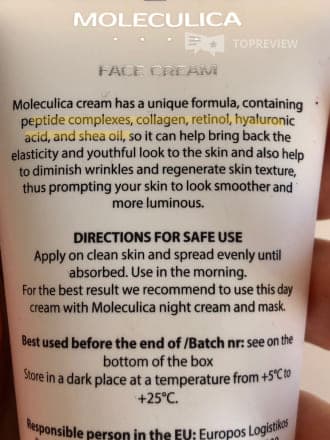 MOLECULICA
TOPREVIEW
FACE CREAM
Moleculica cream has a unique formula, containing
peptide complexes, collagen, retinol, hyaluronic
acid, and shea oil, so it can help bring back the
elasticity and youthful look to the skin and also help
to diminish wrinkles and regenerate skin texture,
thus prompting your skin to look smoother and
more luminous.
DIRECTIONS FOR SAFE USE
Apply on clean skin and spread evenly until
absorbed. Use in the morning.
For the best result we recommend to use this day
cream with Moleculica night cream and mask.
Best used before the end of /Batch nr: see on the
bottom of the box
Store in a dark place at a temperature from +5°C to
+25°C.
Responsible person in the EU: Europos Logistikos